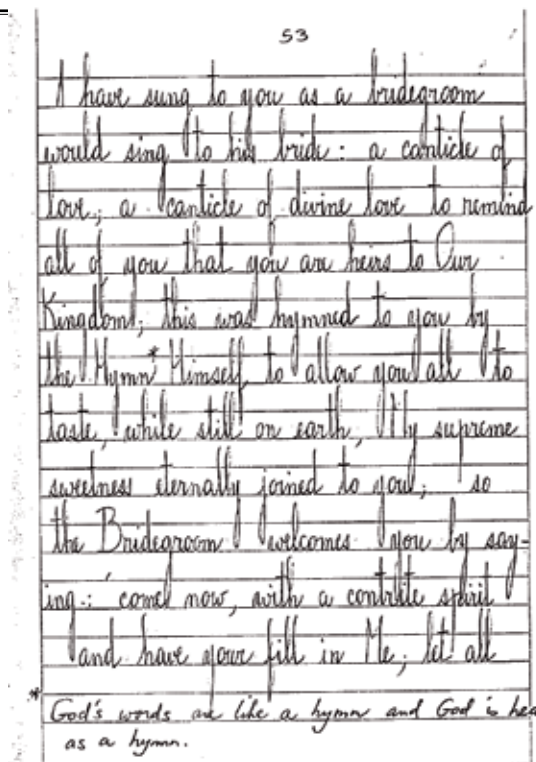 53
I have sung to you as a bridegroom
would sing to his bride : a canticle of
love; a canticle of divine love to remind
all of you that you are heirs to Our
Kingdom; this was hymned to you by
the Hymn* Himself, to allow you all to
taste, while still on earth, My supreme
sweetness eternally joined to you; so
the Bridegroom welcomes you by say-
ing : 'come now, with a contrite spirit
and have your fill in Me; let all
* God's words are like a hymn and God is hea
as a hymn.